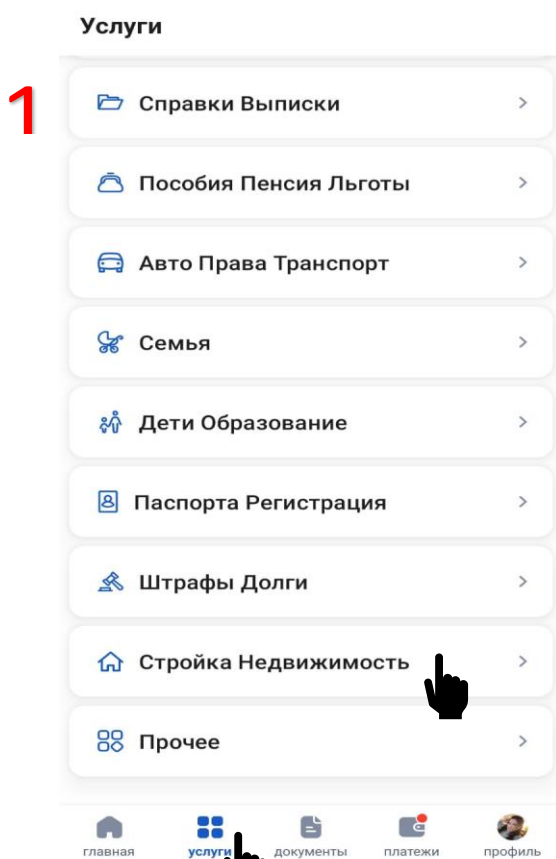 Услуги
1
Справки Выписки
Пособия Пенсия Льготы
Авто Права Транспорт
Семья
Дети Образование
Паспорта Регистрация
Штрафы Долги
Стройка Недвижимость
Прочее
главная услуги документы платежи профиль